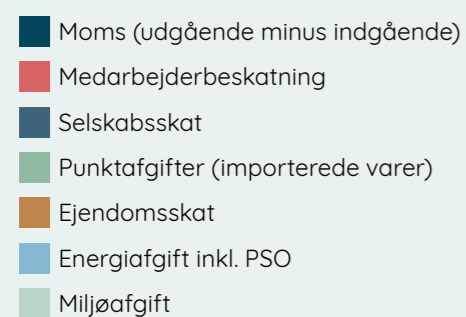 Moms (udgående minus indgående)
Medarbejderbeskatning
Selskabsskat
Punktafgifter (importerede varer)
Ejendomsskat
Energiafgift inkl. PSO
Miljøafgift